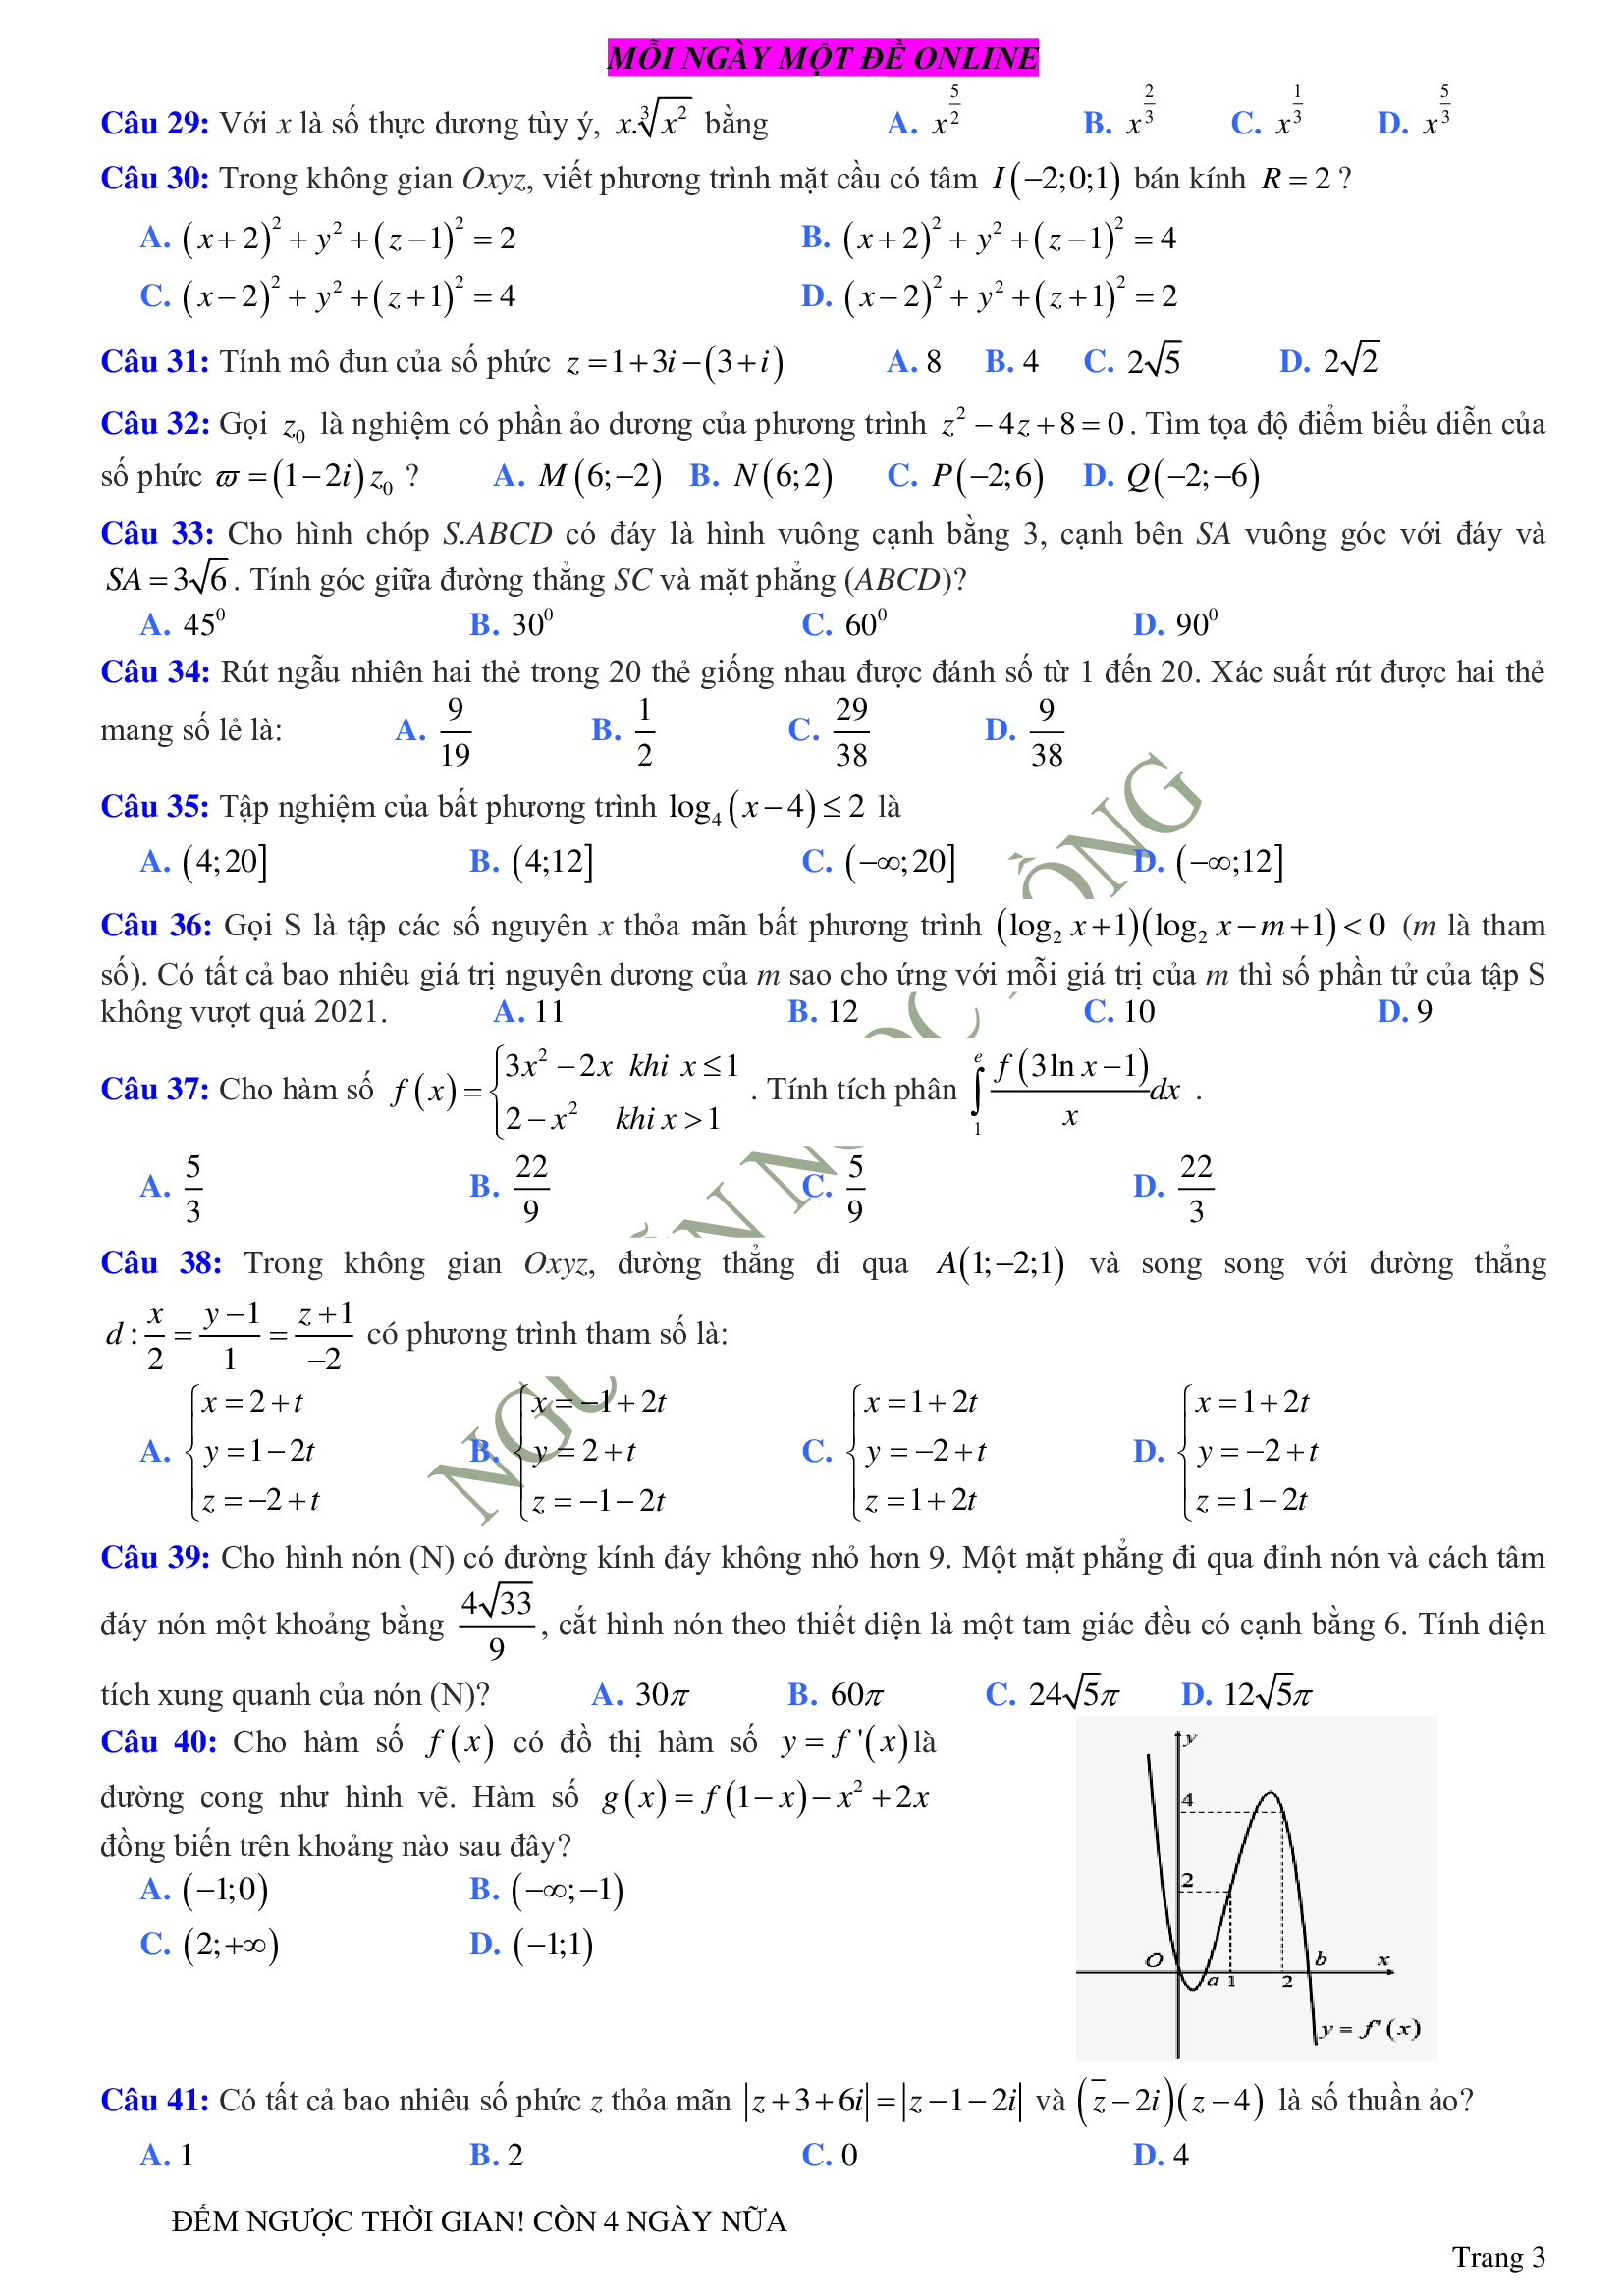 MỖI NGÀY MỘT ĐỀ ONLINE
Câu 29: Với x là số thực dương tùy ý, $x.\sqrt[3]{x^2}$ bằng A. $x^{\frac{5}{2}}$ B. $x^{\frac{2}{3}}$ C. $x^{\frac{1}{3}}$ D. $x^{\frac{5}{3}}$
Câu 30: Trong không gian Oxyz, viết phương trình mặt cầu có tâm $I(-2;0;1)$ bán kính $R=2$ ?
A. $(x+2)^2+y^2+(z-1)^2=2$ B. $(x+2)^2+y^2+(z-1)^2=4$
C. $(x-2)^2+y^2+(z+1)^2=4$ D. $(x-2)^2+y^2+(z+1)^2=2$
Câu 31: Tính mô đun của số phức $z=1+3i-(3+i)$ A. 8 B. 4 C. $2\sqrt{5}$ D. $2\sqrt{2}$
Câu 32: Gọi $z_0$ là nghiệm có phần ảo dương của phương trình $z^2-4z+8=0$. Tìm tọa độ điểm biểu diễn của
số phức $\varpi=(1-2i)z_0$ ? A. $M(6;-2)$ B. $N(6;2)$ C. $P(-2;6)$ D. $Q(-2;-6)$
Câu 33: Cho hình chóp S.ABCD có đáy là hình vuông cạnh bằng 3, cạnh bên SA vuông góc với đáy và
$SA=3\sqrt{6}$. Tính góc giữa đường thẳng SC và mặt phẳng (ABCD)?
A. $45^0$ B. $30^0$ C. $60^0$ D. $90^0$
Câu 34: Rút ngẫu nhiên hai thẻ trong 20 thẻ giống nhau được đánh số từ 1 đến 20. Xác suất rút được hai thẻ
mang số lẻ là: A. $\frac{9}{19}$ B. $\frac{1}{2}$ C. $\frac{29}{38}$ D. $\frac{9}{38}$
Câu 35: Tập nghiệm của bất phương trình $\log_4(x-4)\le 2$ là
A. $(4;20]$ B. $(4;12]$ C. $(-\infty;20]$ D. $(-\infty;12]$
Câu 36: Gọi S là tập các số nguyên x thỏa mãn bất phương trình $(\log_2 x+1)(\log_2 x-m+1)<0$ (m là tham
số). Có tất cả bao nhiêu giá trị nguyên dương của m sao cho ứng với mỗi giá trị của m thì số phần tử của tập S
không vượt quá 2021. A. 11 B. 12 C. 10 D. 9
Câu 37: Cho hàm số $f(x)=\begin{cases}3x^2-2x & khi\ x\le 1\\ 2-x^2 & khi\ x>1\end{cases}$. Tính tích phân $\int_1^e \frac{f(3\ln x-1)}{x}dx$ .
A. $\frac{5}{3}$ B. $\frac{22}{9}$ C. $\frac{5}{9}$ D. $\frac{22}{3}$
Câu 38: Trong không gian Oxyz, đường thẳng đi qua $A(1;-2;1)$ và song song với đường thẳng
$d:\frac{x}{2}=\frac{y-1}{1}=\frac{z+1}{-2}$ có phương trình tham số là:
A. $\begin{cases}x=2+t\\ y=1-2t\\ z=-2+t\end{cases}$ B. $\begin{cases}x=-1+2t\\ y=2+t\\ z=-1-2t\end{cases}$ C. $\begin{cases}x=1+2t\\ y=-2+t\\ z=1+2t\end{cases}$ D. $\begin{cases}x=1+2t\\ y=-2+t\\ z=1-2t\end{cases}$
Câu 39: Cho hình nón (N) có đường kính đáy không nhỏ hơn 9. Một mặt phẳng đi qua đỉnh nón và cách tâm
đáy nón một khoảng bằng $\frac{4\sqrt{33}}{9}$, cắt hình nón theo thiết diện là một tam giác đều có cạnh bằng 6. Tính diện
tích xung quanh của nón (N)? A. $30\pi$ B. $60\pi$ C. $24\sqrt{5}\pi$ D. $12\sqrt{5}\pi$
Câu 40: Cho hàm số $f(x)$ có đồ thị hàm số $y=f'(x)$ là
đường cong như hình vẽ. Hàm số $g(x)=f(1-x)-x^2+2x$
đồng biến trên khoảng nào sau đây?
A. $(-1;0)$ B. $(-\infty;-1)$
C. $(2;+\infty)$ D. $(-1;1)$
y
4
2
O a 1 2 b x
y = f'(x)
Câu 41: Có tất cả bao nhiêu số phức z thỏa mãn $|z+3+6i|=|z-1-2i|$ và $(\overline{z}-2i)(z-4)$ là số thuần ảo?
A. 1 B. 2 C. 0 D. 4
ĐẾM NGƯỢC THỜI GIAN! CÒN 4 NGÀY NỮA
Trang 3